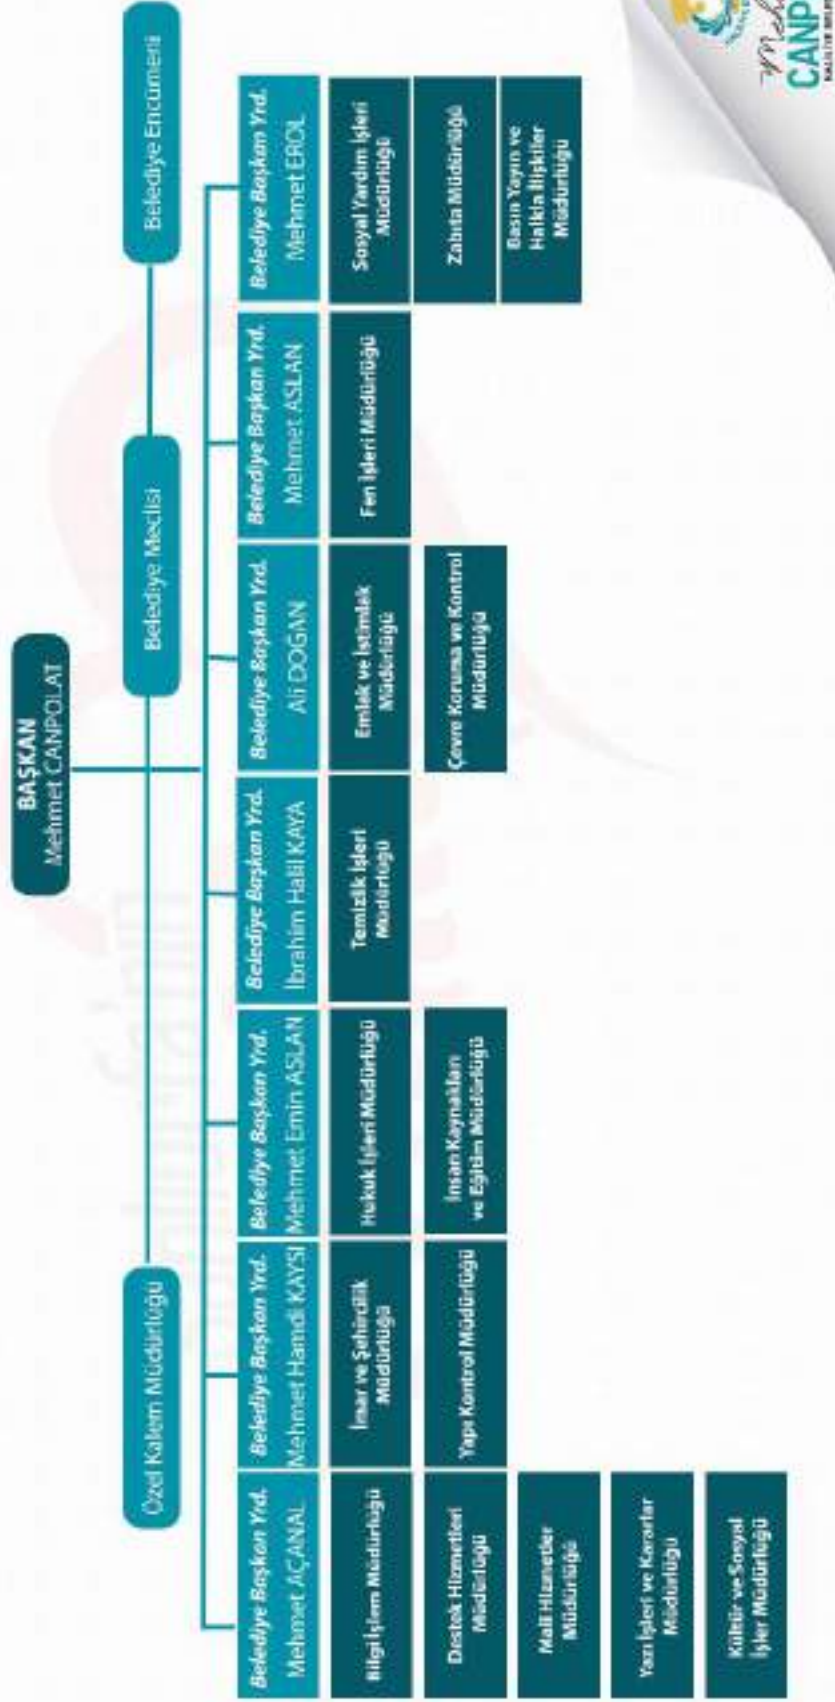 BAŞKAN
Mehmet CANPOLAT
Özel Kalem Müdürlüğü
Belediye Meclisi
Belediye Encümeni
Belediye Başkan Yrd.
Mehmet AÇANAL
Bilgi İşlem Müdürlüğü
Destek Hizmetleri
Müdürlüğü
Mali Hizmetler
Müdürlüğü
Yazı İşleri ve Kararlar
Müdürlüğü
Kültür ve Sosyal
İşler Müdürlüğü
Belediye Başkan Yrd.
Mehmet Hamdi KAYSI
İmar ve Şehircilik
Müdürlüğü
Yapı Kontrol Müdürlüğü
Belediye Başkan Yrd.
Mehmet Emin ASLAN
Hukuk İşleri Müdürlüğü
İnsan Kaynakları
ve Eğitim Müdürlüğü
Belediye Başkan Yrd.
İbrahim Halil KAYA
Temizlik İşleri
Müdürlüğü
Belediye Başkan Yrd.
Ali DOĞAN
Emlak ve İstimlak
Müdürlüğü
Çevre Koruma ve Kontrol
Müdürlüğü
Belediye Başkan Yrd.
Mehmet ASLAN
Fen İşleri Müdürlüğü
Belediye Başkan Yrd.
Mehmet EROL
Sosyal Yardım İşleri
Müdürlüğü
Zabıta Müdürlüğü
Basın Yayın ve
Halkla İlişkiler
Müdürlüğü
CANP